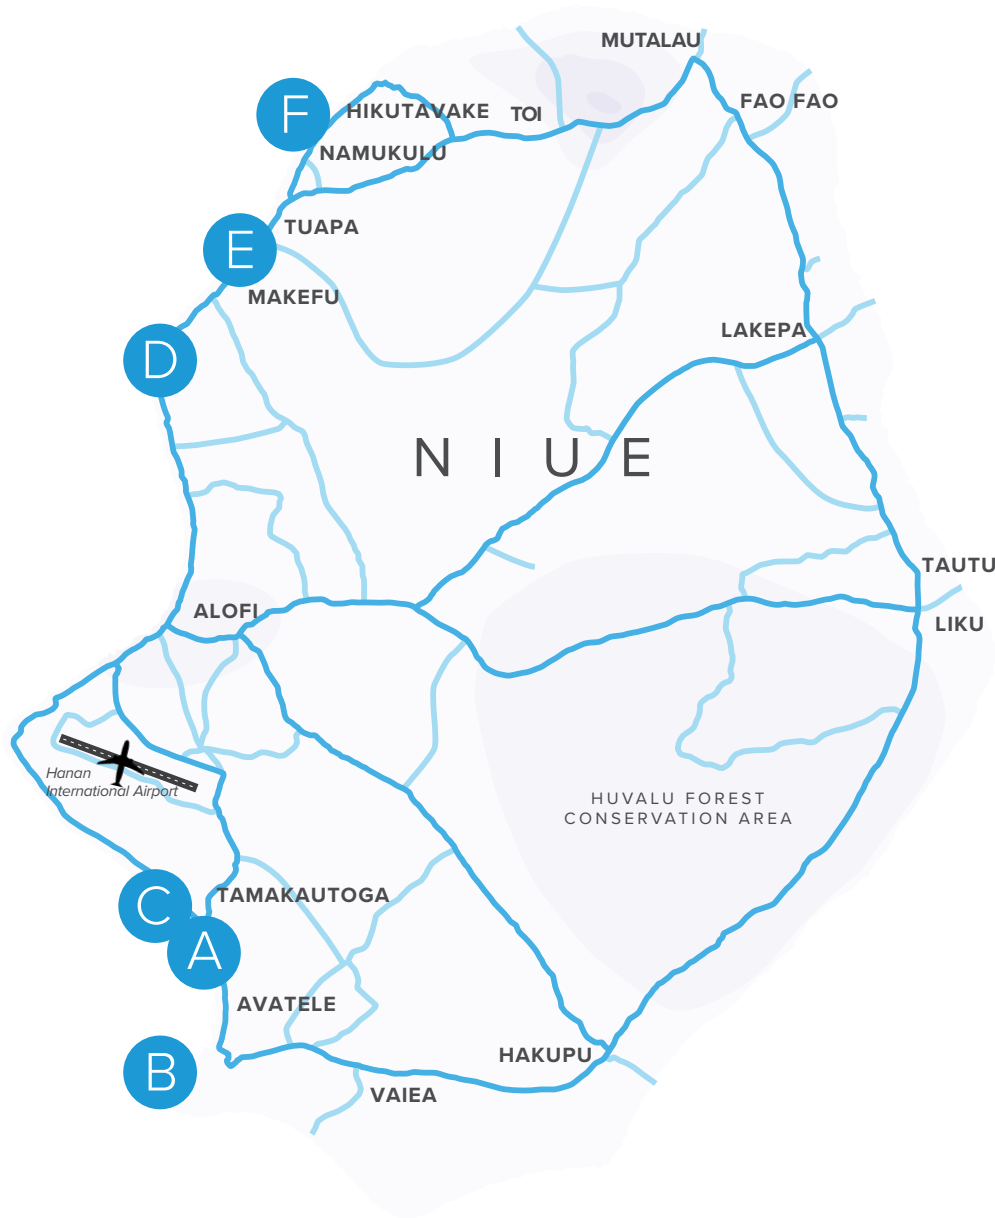 MUTALAU
F
HIKUTAVAKE
TOI
FAO FAO
NAMUKULU
TUAPA
E
MAKEFU
LAKEPA
D
NIUE
TAUTU
ALOFI
LIKU
Hanan
International Airport
HUVALU FOREST
CONSERVATION AREA
C
TAMAKAUTOGA
A
AVATELE
HAKUPU
B
VAIEA